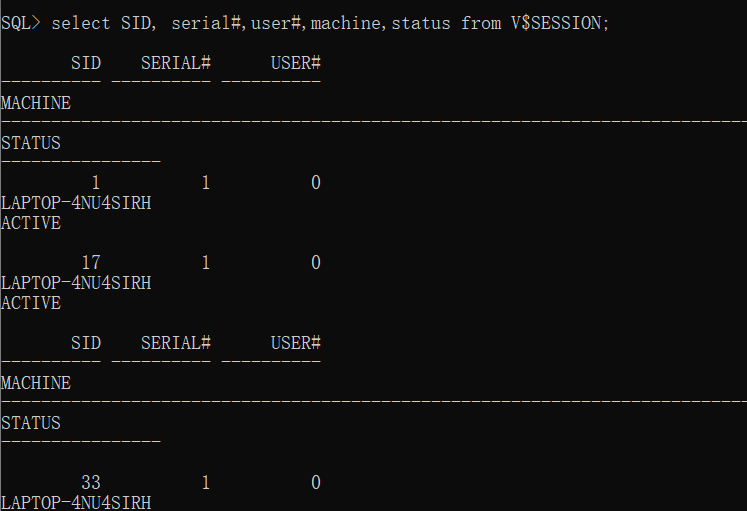 SQL> select SID, serial#,user#,machine,status from V$SESSION;
SID SERIAL# USER#
---------- ---------- ----------
MACHINE
--------------------------------------------------------------------------
STATUS
----------------
1 1 0
LAPTOP-4NU4SIRH
ACTIVE
17 1 0
LAPTOP-4NU4SIRH
ACTIVE
SID SERIAL# USER#
---------- ---------- ----------
MACHINE
--------------------------------------------------------------------------
STATUS
----------------
33 1 0
LAPTOP-4NU4SIRH